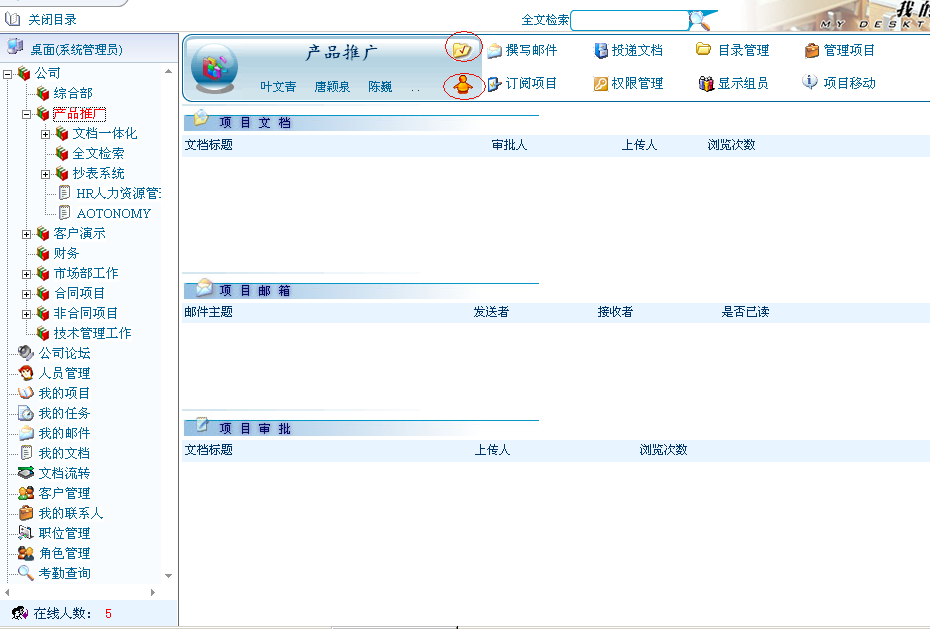 关闭目录
全文检索
我的
MY DESKT
桌面(系统管理员)
公司
综合部
产品推广
文档一体化
全文检索
抄表系统
HR人力资源管
AOTONOMY
客户演示
财务
市场部工作
合同项目
非合同项目
技术管理工作
公司论坛
人员管理
我的项目
我的任务
我的邮件
我的文档
文档流转
客户管理
我的联系人
职位管理
角色管理
考勤查询
在线人数： 5
产品推广
叶文青 唐颖泉 陈巍 ..
撰写邮件 投递文档 目录管理 管理项目
订阅项目 权限管理 显示组员 项目移动
项目文档
文档标题 审批人 上传人 浏览次数
项目邮箱
邮件主题 发送者 接收者 是否已读
项目审批
文档标题 上传人 浏览次数